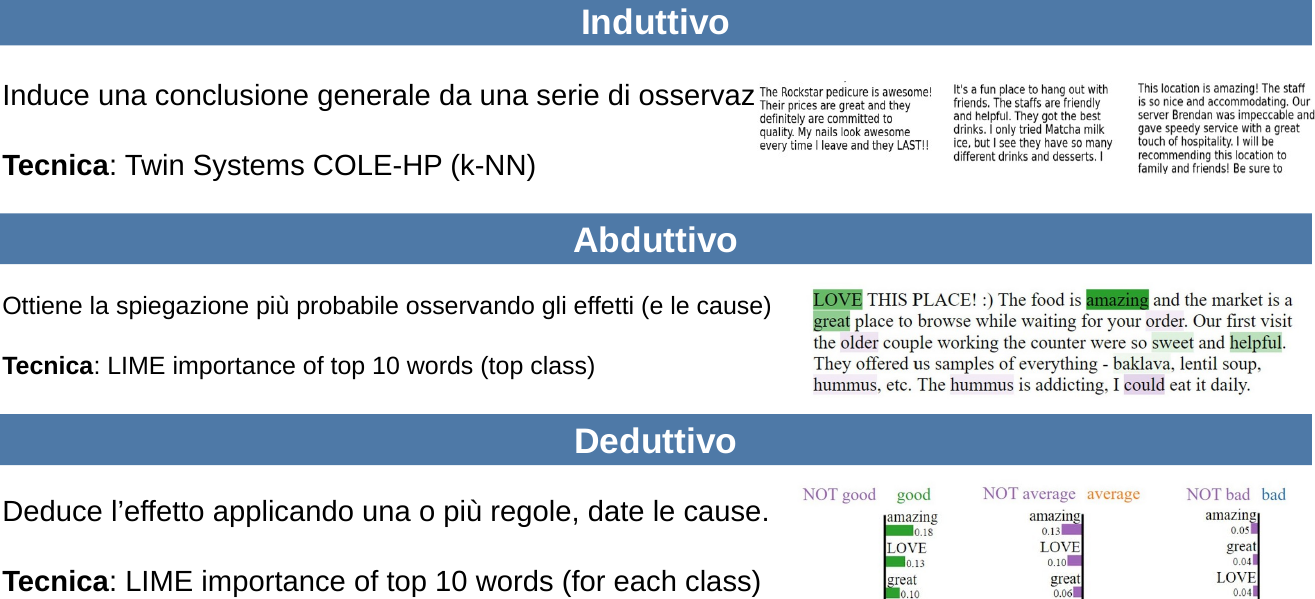 Induttivo
Induce una conclusione generale da una serie di osservaz
Tecnica: Twin Systems COLE-HP (k-NN)
The Rockstar pedicure is awesome!
Their prices are great and they
definitely are committed to
quality. My nails look awesome
every time I leave and they LAST!!
It's a fun place to hang out with
friends. The staffs are friendly
and helpful. They got the best
drinks. I only tried Matcha milk
ice, but I see they have so many
different drinks and desserts. I
This location is amazing! The staff
is so nice and accommodating. Our
server Brendan was impeccable and
gave speedy service with a great
touch of hospitality. I will be
recommending this location to
family and friends! Be sure to
Abduttivo
Ottiene la spiegazione più probabile osservando gli effetti (e le cause)
Tecnica: LIME importance of top 10 words (top class)
LOVE THIS PLACE! :) The food is amazing and the market is a
great place to browse while waiting for your order. Our first visit
the older couple working the counter were so sweet and helpful.
They offered us samples of everything - baklava, lentil soup,
hummus, etc. The hummus is addicting, I could eat it daily.
Deduttivo
Deduce l’effetto applicando una o più regole, date le cause.
Tecnica: LIME importance of top 10 words (for each class)
NOT good good
amazing
0.18
LOVE
0.13
great
0.10
NOT average average
amazing
0.13
LOVE
0.10
great
0.06
NOT bad bad
amazing
0.05
great
0.04
LOVE
0.04